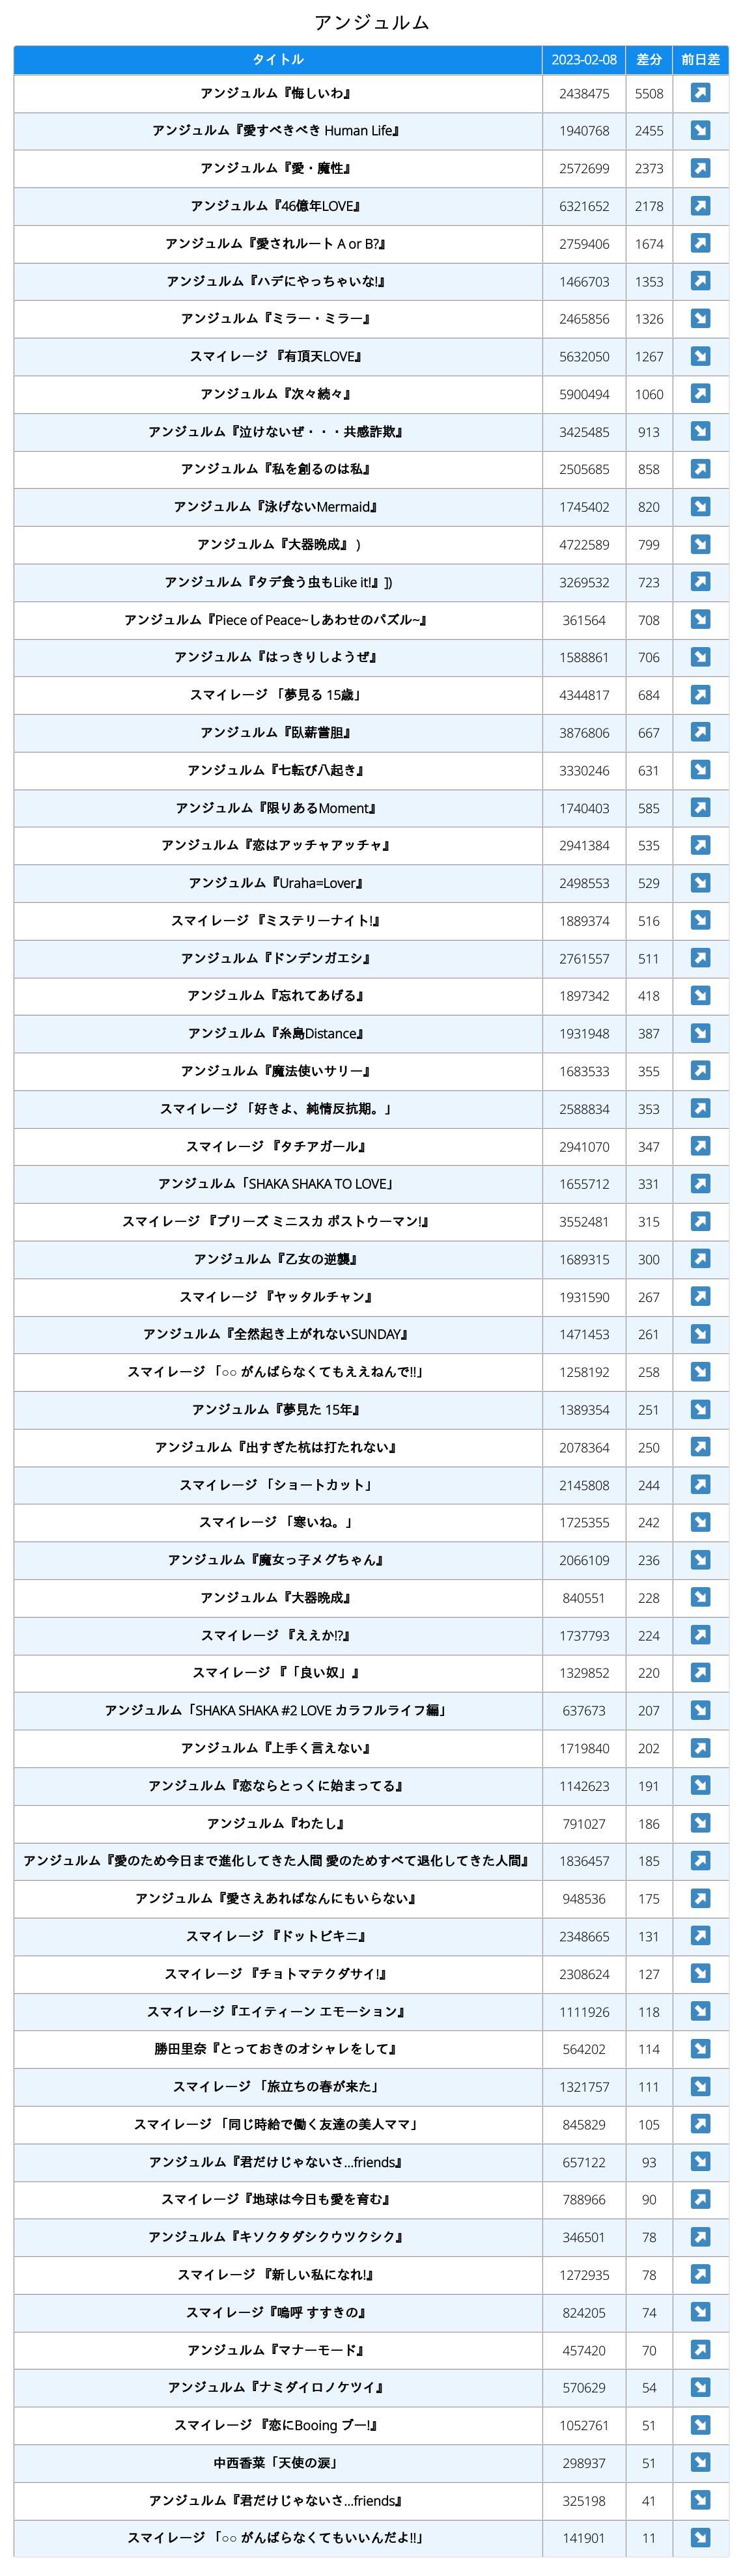 アンジュルム
タイトル 2023-02-08 差分 前日差
アンジュルム『悔しいわ』 2438475 5508 ↗
アンジュルム『愛すべきべき Human Life』 1940768 2455 ↘
アンジュルム『愛・魔性』 2572699 2373 ↗
アンジュルム『46億年LOVE』 6321652 2178 ↗
アンジュルム『愛されルート A or B?』 2759406 1674 ↗
アンジュルム『ハデにやっちゃいな!』 1466703 1353 ↗
アンジュルム『ミラー・ミラー』 2465856 1326 ↘
スマイレージ 『有頂天LOVE』 5632050 1267 ↘
アンジュルム『次々続々』 5900494 1060 ↗
アンジュルム『泣けないぜ・・・共感詐欺』 3425485 913 ↘
アンジュルム『私を創るのは私』 2505685 858 ↗
アンジュルム『泳げないMermaid』 1745402 820 ↘
アンジュルム『大器晩成』 ) 4722589 799 ↘
アンジュルム『タデ食う虫もLike it!』]) 3269532 723 ↗
アンジュルム『Piece of Peace~しあわせのパズル~』 361564 708 ↘
アンジュルム『はっきりしようぜ』 1588861 706 ↘
スマイレージ 「夢見る 15歳」 4344817 684 ↗
アンジュルム『臥薪嘗胆』 3876806 667 ↗
アンジュルム『七転び八起き』 3330246 631 ↘
アンジュルム『限りあるMoment』 1740403 585 ↗
アンジュルム『恋はアッチャアッチャ』 2941384 535 ↗
アンジュルム『Uraha=Lover』 2498553 529 ↘
スマイレージ 『ミステリーナイト!』 1889374 516 ↘
アンジュルム『ドンデンガエシ』 2761557 511 ↗
アンジュルム『忘れてあげる』 1897342 418 ↘
アンジュルム『糸島Distance』 1931948 387 ↘
アンジュルム『魔法使いサリー』 1683533 355 ↗
スマイレージ 「好きよ、純情反抗期。」 2588834 353 ↗
スマイレージ 『タチアガール』 2941070 347 ↗
アンジュルム「SHAKA SHAKA TO LOVE」 1655712 331 ↗
スマイレージ 『プリーズ ミニスカ ポストウーマン!』 3552481 315 ↗
アンジュルム『乙女の逆襲』 1689315 300 ↗
スマイレージ 『ヤッタルチャン』 1931590 267 ↗
アンジュルム『全然起き上がれないSUNDAY』 1471453 261 ↘
スマイレージ 「○○ がんばらなくてもええねんで!!」 1258192 258 ↘
アンジュルム『夢見た 15年』 1389354 251 ↘
アンジュルム『出すぎた杭は打たれない』 2078364 250 ↗
スマイレージ 「ショートカット」 2145808 244 ↗
スマイレージ 「寒いね。」 1725355 242 ↘
アンジュルム『魔女っ子メグちゃん』 2066109 236 ↘
アンジュルム『大器晩成』 840551 228 ↘
スマイレージ 『ええか!?』 1737793 224 ↗
スマイレージ 『「良い奴」』 1329852 220 ↗
アンジュルム「SHAKA SHAKA #2 LOVE カラフルライフ編」 637673 207 ↘
アンジュルム『上手く言えない』 1719840 202 ↗
アンジュルム『恋ならとっくに始まってる』 1142623 191 ↘
アンジュルム『わたし』 791027 186 ↘
アンジュルム『愛のため今日まで進化してきた人間 愛のためすべて退化してきた人間』 1836457 185 ↗
アンジュルム『愛さえあればなんにもいらない』 948536 175 ↗
スマイレージ 『ドットビキニ』 2348665 131 ↗
スマイレージ 『チョトマテクダサイ!』 2308624 127 ↘
スマイレージ『エイティーン エモーション』 1111926 118 ↘
勝田里奈『とっておきのオシャレをして』 564202 114 ↘
スマイレージ 「旅立ちの春が来た」 1321757 111 ↘
スマイレージ 「同じ時給で働く友達の美人ママ」 845829 105 ↗
アンジュルム『君だけじゃないさ...friends』 657122 93 ↘
スマイレージ『地球は今日も愛を育む』 788966 90 ↗
アンジュルム『キソクタダシクウツクシク』 346501 78 ↗
スマイレージ 『新しい私になれ!』 1272935 78 ↗
スマイレージ『嗚呼 すすきの』 824205 74 ↘
アンジュルム『マナーモード』 457420 70 ↗
アンジュルム『ナミダイロノケツイ』 570629 54 ↘
スマイレージ 『恋にBooing ブー!』 1052761 51 ↘
中西香菜「天使の涙」 298937 51 ↘
アンジュルム『君だけじゃないさ...friends』 325198 41 ↘
スマイレージ 「○○ がんばらなくてもいいんだよ!!」 141901 11 ↘